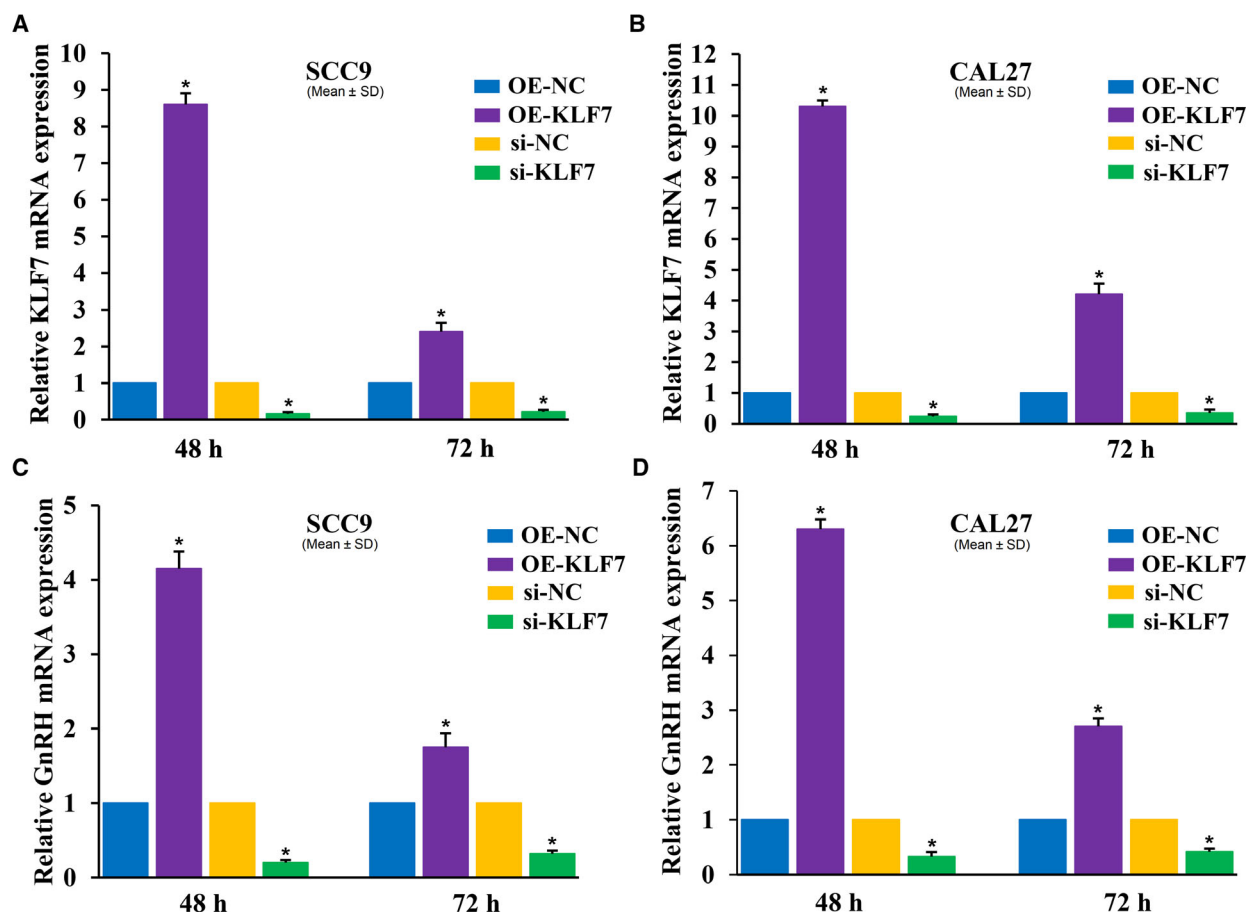 A
Relative KLF7 mRNA expression
10
9
8
7
6
5
4
3
2
1
0
SCC9
(Mean ± SD)
OE-NC
OE-KLF7
si-NC
si-KLF7
*
*
*
*
48 h
72 h
B
Relative KLF7 mRNA expression
12
11
10
9
8
7
6
5
4
3
2
1
0
CAL27
(Mean ± SD)
OE-NC
OE-KLF7
si-NC
si-KLF7
*
*
*
*
48 h
72 h
C
Relative GnRH mRNA expression
5
4
3
2
1
0
SCC9
(Mean ± SD)
OE-NC
OE-KLF7
si-NC
si-KLF7
*
*
*
*
48 h
72 h
D
Relative GnRH mRNA expression
7
6
5
4
3
2
1
0
CAL27
(Mean ± SD)
OE-NC
OE-KLF7
si-NC
si-KLF7
*
*
*
*
48 h
72 h